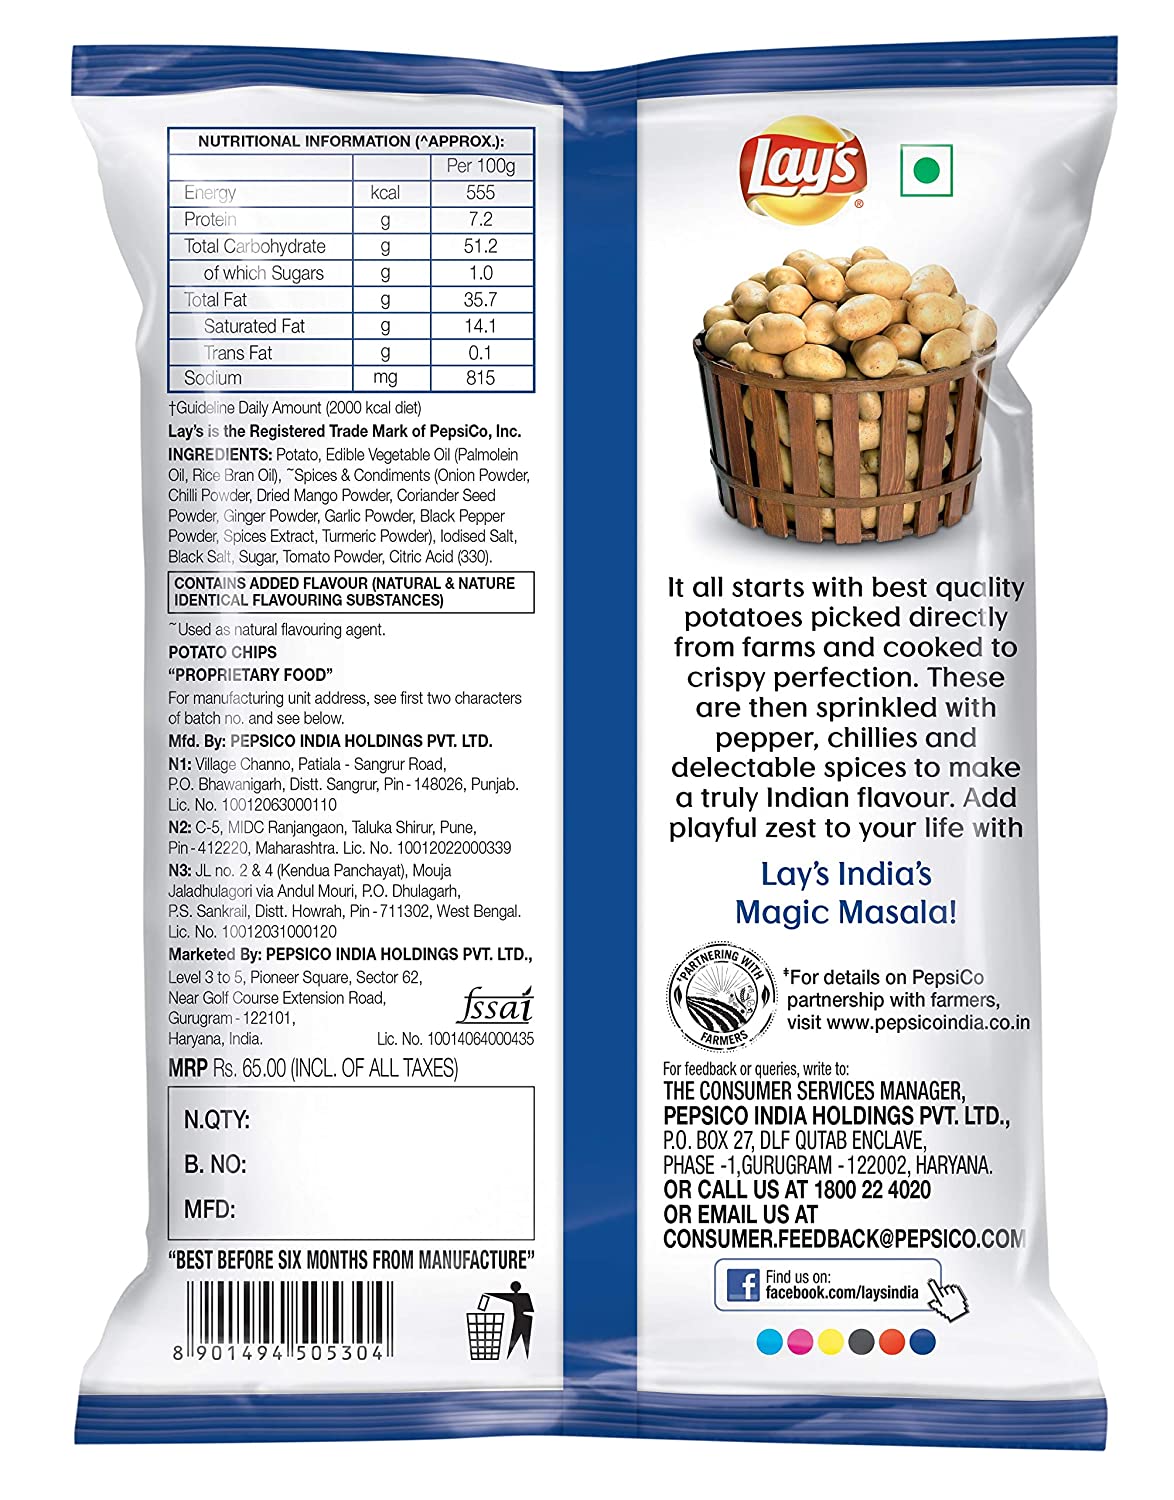 NUTRITIONAL INFORMATION (^APPROX.):
Per 100g
Energy kcal 555
Protein g 7.2
Total Carbohydrate g 51.2
of which Sugars g 1.0
Total Fat g 35.7
Saturated Fat g 14.1
Trans Fat g 0.1
Sodium mg 815
†Guideline Daily Amount (2000 kcal diet)
Lay's is the Registered Trade Mark of PepsiCo, Inc.
INGREDIENTS: Potato, Edible Vegetable Oil (Palmolein
Oil, Rice Bran Oil), ~Spices & Condiments (Onion Powder,
Chilli Powder, Dried Mango Powder, Coriander Seed
Powder, Ginger Powder, Garlic Powder, Black Pepper
Powder, Spices Extract, Turmeric Powder), Iodised Salt,
Black Salt, Sugar, Tomato Powder, Citric Acid (330).
CONTAINS ADDED FLAVOUR (NATURAL & NATURE
IDENTICAL FLAVOURING SUBSTANCES)
~Used as natural flavouring agent.
POTATO CHIPS
“PROPRIETARY FOOD”
For manufacturing unit address, see first two characters
of batch no. and see below.
Mfd. By: PEPSICO INDIA HOLDINGS PVT. LTD.
N1: Village Channo, Patiala - Sangrur Road,
P.O. Bhawanigarh, Distt. Sangrur, Pin - 148026, Punjab.
Lic. No. 10012063000110
N2: C-5, MIDC Ranjangaon, Taluka Shirur, Pune,
Pin - 412220, Maharashtra. Lic. No. 10012022000339
N3: JL no. 2 & 4 (Kendua Panchayat), Mouja
Jaladhulagori via Andul Mouri, P.O. Dhulagarh,
P.S. Sankrail, Distt. Howrah, Pin - 711302, West Bengal.
Lic. No. 10012031000120
Marketed By: PEPSICO INDIA HOLDINGS PVT. LTD.,
Level 3 to 5, Pioneer Square, Sector 62,
Near Golf Course Extension Road,
Gurugram - 122101,
Haryana, India.
fssai
Lic. No. 10014064000435
MRP Rs. 65.00 (INCL. OF ALL TAXES)
N.QTY:
B. NO:
MFD:
“BEST BEFORE SIX MONTHS FROM MANUFACTURE”
8 901494 505304
Lay's
®
It all starts with best quality
potatoes picked directly
from farms and cooked to
crispy perfection. These
are then sprinkled with
pepper, chillies and
delectable spices to make
a truly Indian flavour. Add
playful zest to your life with
Lay's India's
Magic Masala!
‡PARTNERING WITH
FARMERS
‡For details on PepsiCo
partnership with farmers,
visit www.pepsicoindia.co.in
For feedback or queries, write to:
THE CONSUMER SERVICES MANAGER,
PEPSICO INDIA HOLDINGS PVT. LTD.,
P.O. BOX 27, DLF QUTAB ENCLAVE,
PHASE -1,GURUGRAM - 122002, HARYANA.
OR CALL US AT 1800 22 4020
OR EMAIL US AT
CONSUMER.FEEDBACK@PEPSICO.COM
f
Find us on:
facebook.com/laysindia